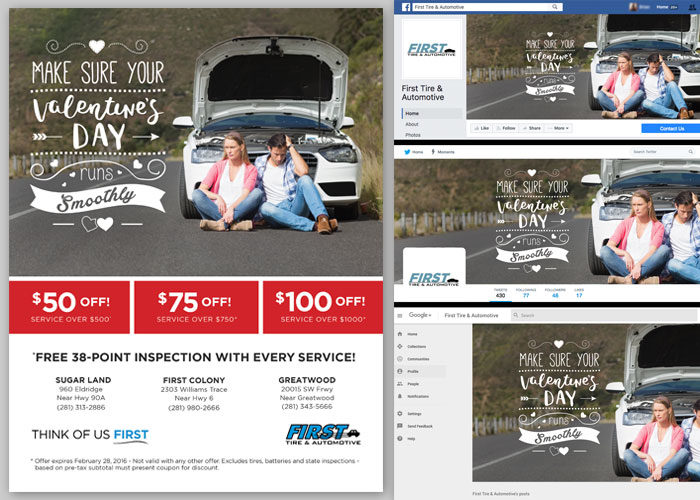 MAKE SURE YOUR
Valentine's
DAY
runs
Smoothly
$50 OFF!
SERVICE OVER $500*
$75 OFF!
SERVICE OVER $750*
$100 OFF!
SERVICE OVER $1000*
*FREE 38-POINT INSPECTION WITH EVERY SERVICE!
SUGAR LAND
960 Eldridge
Near Hwy 90A
(281) 313-2886
FIRST COLONY
2303 Williams Trace
Near Hwy 6
(281) 980-2666
GREATWOOD
20015 SW Frwy
Near Greatwood
(281) 343-5666
THINK OF US FIRST
FIRST
TIRE & AUTOMOTIVE
* Offer expires February 28, 2016 - Not valid with any other offer. Excludes tires, batteries and state inspections -
based on pre-tax subtotal must present coupon for discount.
First Tire & Automotive
Home 20+
FIRST
TIRE & AUTOMOTIVE
First Tire &
Automotive
Home
About
Photos
MAKE SURE YOUR
Valentine's
DAY
runs
Smoothly
Like Follow Share More
Contact Us
Home Moments
Search Twitter
MAKE SURE YOUR
Valentine's
DAY
runs
Smoothly
FIRST
TIRE & AUTOMOTIVE
TWEETS
430
FOLLOWING
77
FOLLOWERS
46
LIKES
17
Google+
First Tire & Automotive
Search
Home
Collections
Communities
Profile
People
Notifications
Settings
Send Feedback
Help
MAKE SURE YOUR
Valentine's
DAY
runs
Smoothly
First Tire & Automotive's posts